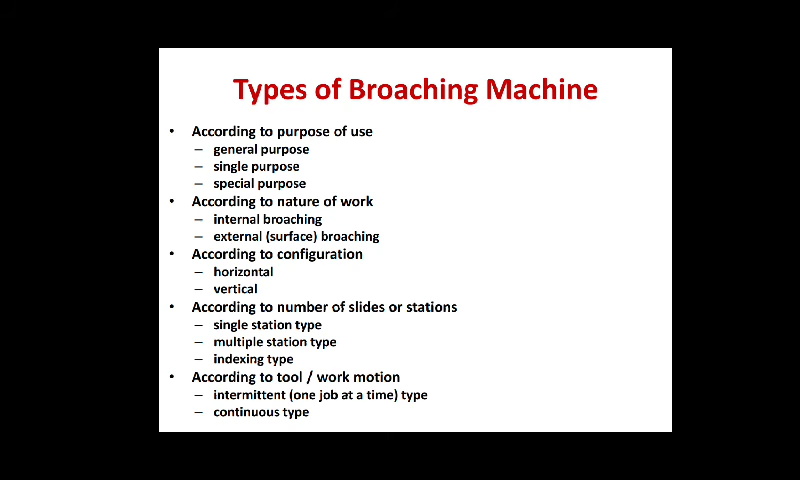 Types of Broaching Machine
• According to purpose of use
– general purpose
– single purpose
– special purpose
• According to nature of work
– internal broaching
– external (surface) broaching
• According to configuration
– horizontal
– vertical
• According to number of slides or stations
– single station type
– multiple station type
– indexing type
• According to tool / work motion
– intermittent (one job at a time) type
– continuous type